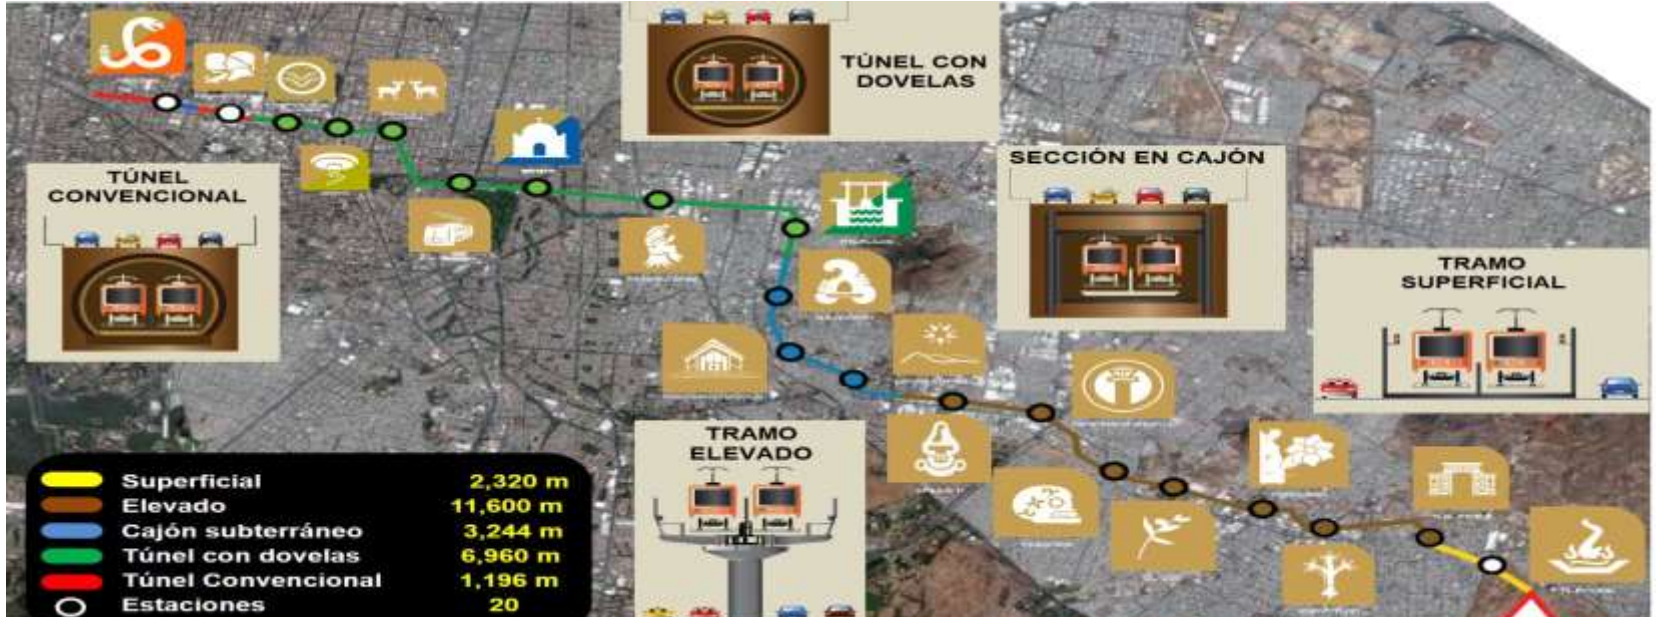 TÚNEL CON
DOVELAS
SECCIÓN EN CAJÓN
TÚNEL
CONVENCIONAL
TRAMO
SUPERFICIAL
TRAMO
ELEVADO
Superficial 2,320 m
Elevado 11,600 m
Cajón subterráneo 3,244 m
Túnel con dovelas 6,960 m
Túnel Convencional 1,196 m
Estaciones 20